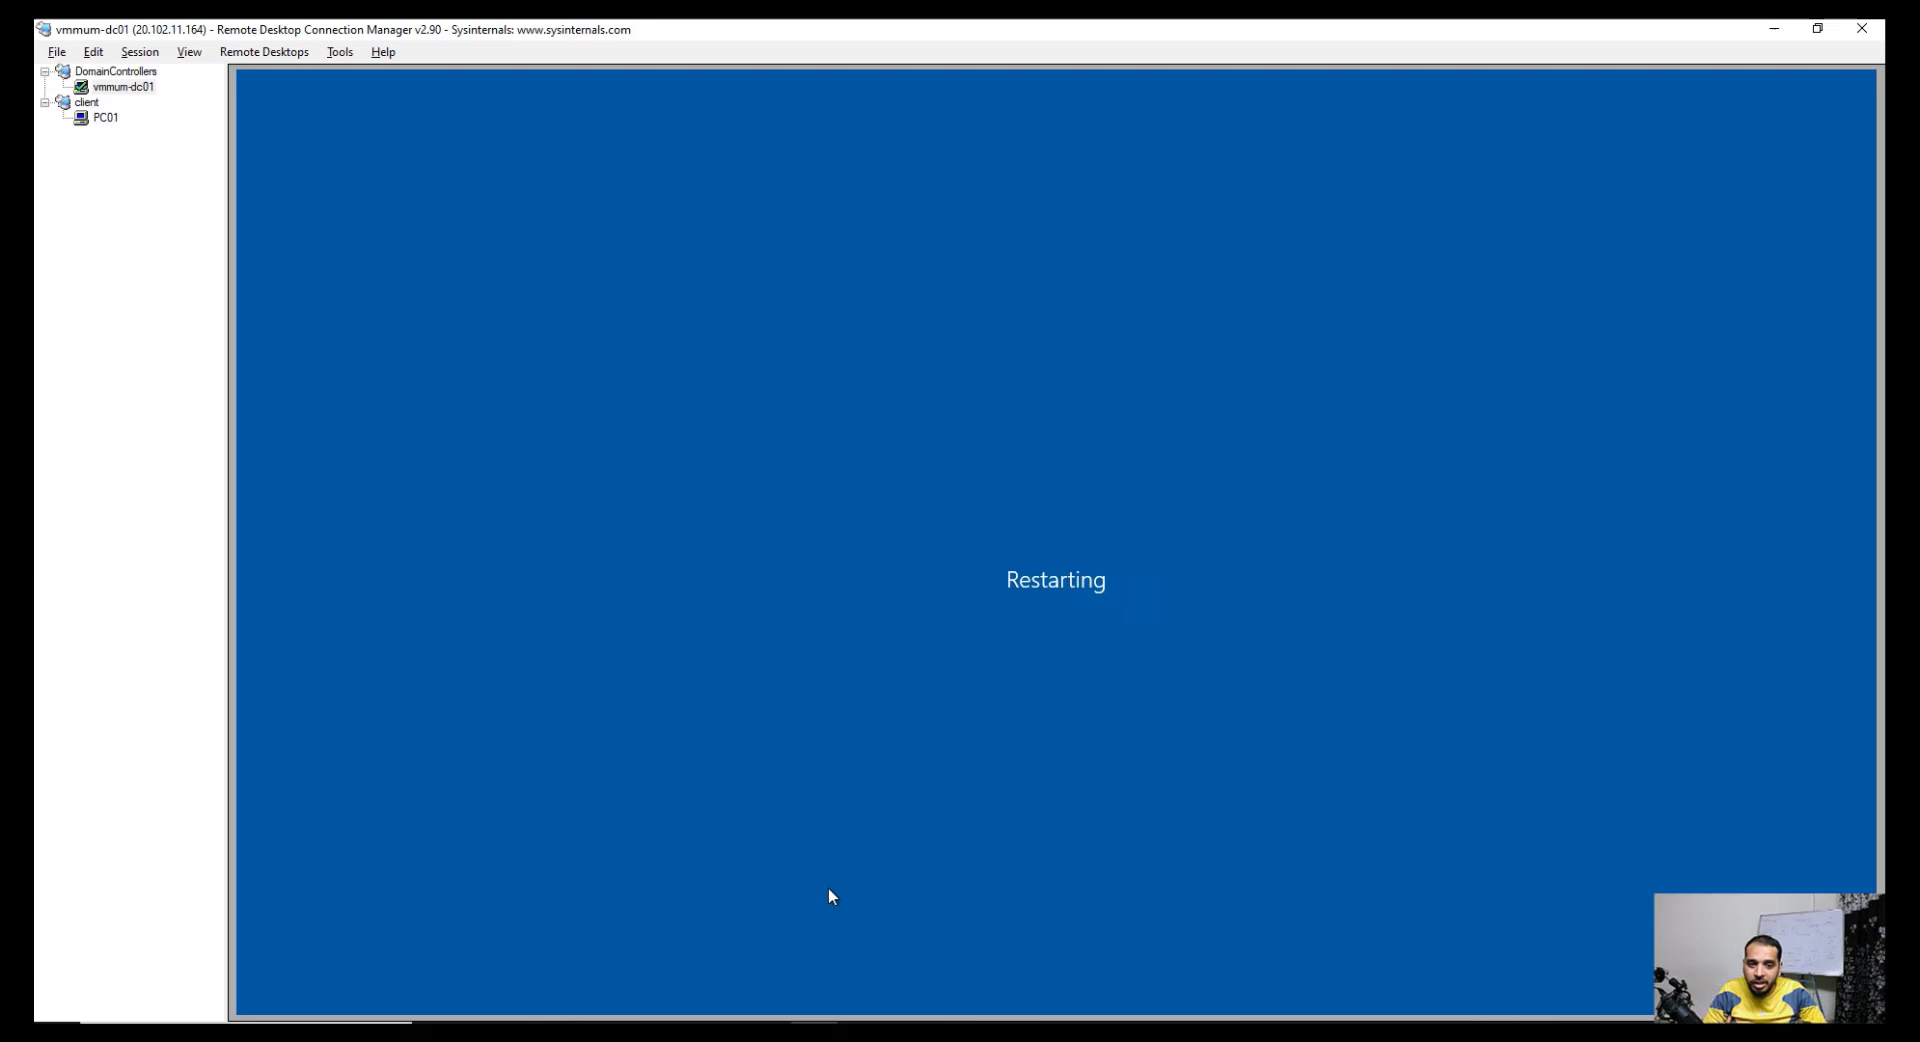 vmmum-dc01 (20.102.11.164) - Remote Desktop Connection Manager v2.90 - Sysinternals: www.sysinternals.com
File Edit Session View Remote Desktops Tools Help
DomainControllers
vmmum-dc01
client
PC01
Restarting